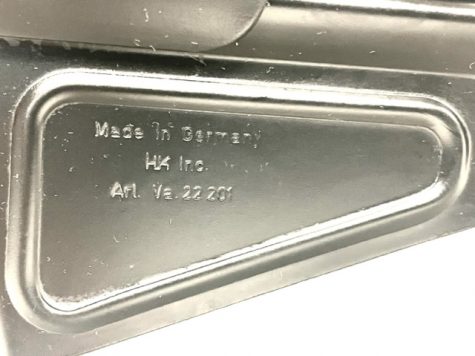 Made in Germany
HK Inc.
Art. Va. 22 201